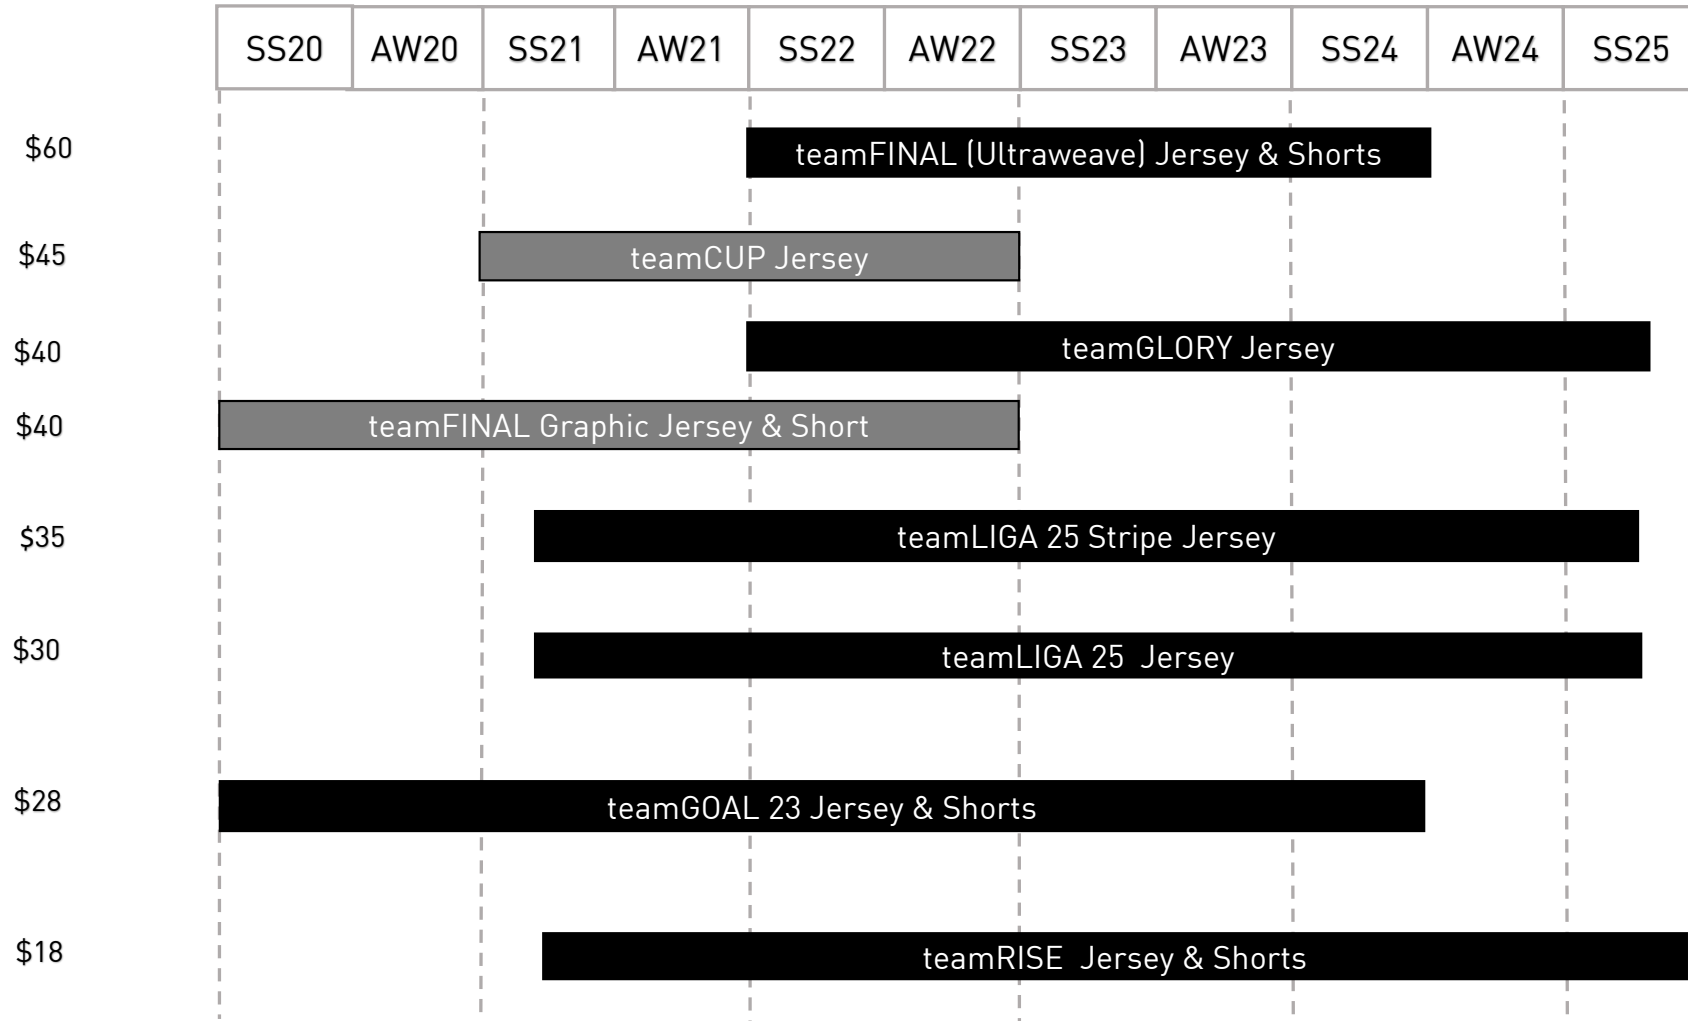 SS20 AW20 SS21 AW21 SS22 AW22 SS23 AW23 SS24 AW24 SS25
$60 teamFINAL (Ultraweave) Jersey & Shorts
$45 teamCUP Jersey
$40 teamGLORY Jersey
$40 teamFINAL Graphic Jersey & Short
$35 teamLIGA 25 Stripe Jersey
$30 teamLIGA 25 Jersey
$28 teamGOAL 23 Jersey & Shorts
$18 teamRISE Jersey & Shorts